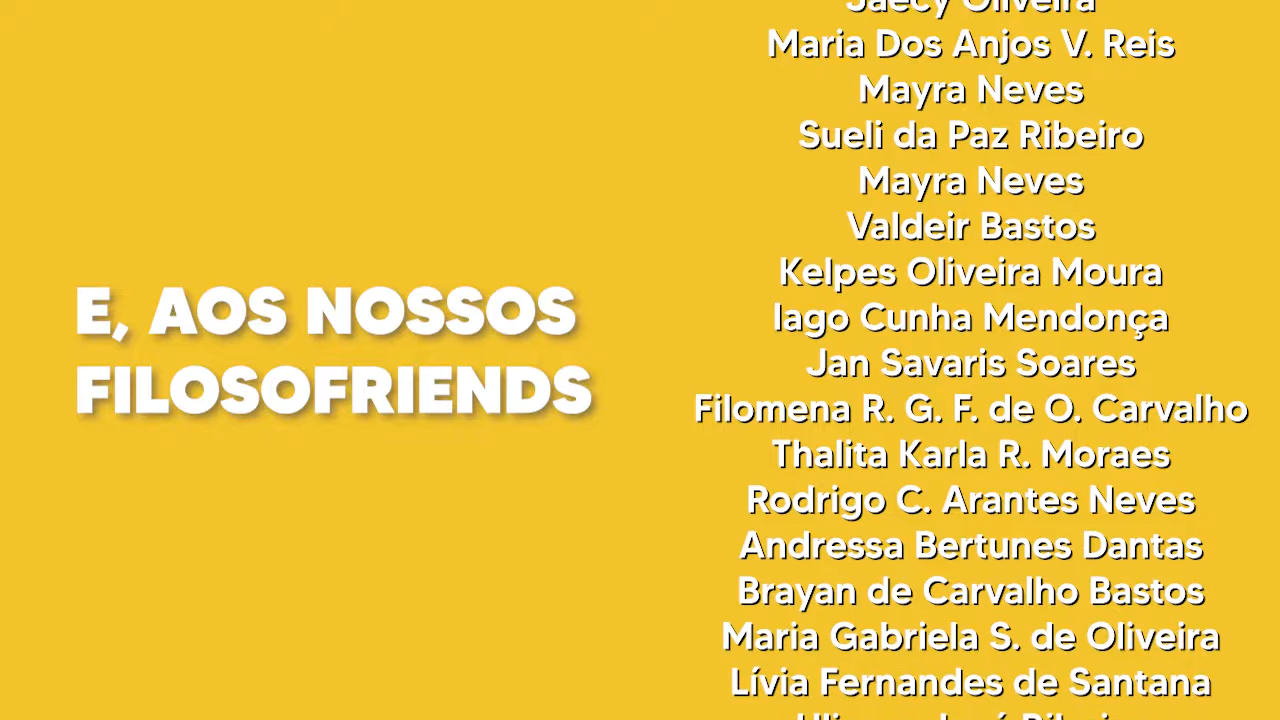 E, AOS NOSSOS
FILOSOFRIENDS
Jaecy Oliveira
Maria Dos Anjos V. Reis
Mayra Neves
Sueli da Paz Ribeiro
Mayra Neves
Valdeir Bastos
Kelpes Oliveira Moura
Iago Cunha Mendonça
Jan Savaris Soares
Filomena R. G. F. de O. Carvalho
Thalita Karla R. Moraes
Rodrigo C. Arantes Neves
Andressa Bertunes Dantas
Brayan de Carvalho Bastos
Maria Gabriela S. de Oliveira
Lívia Fernandes de Santana